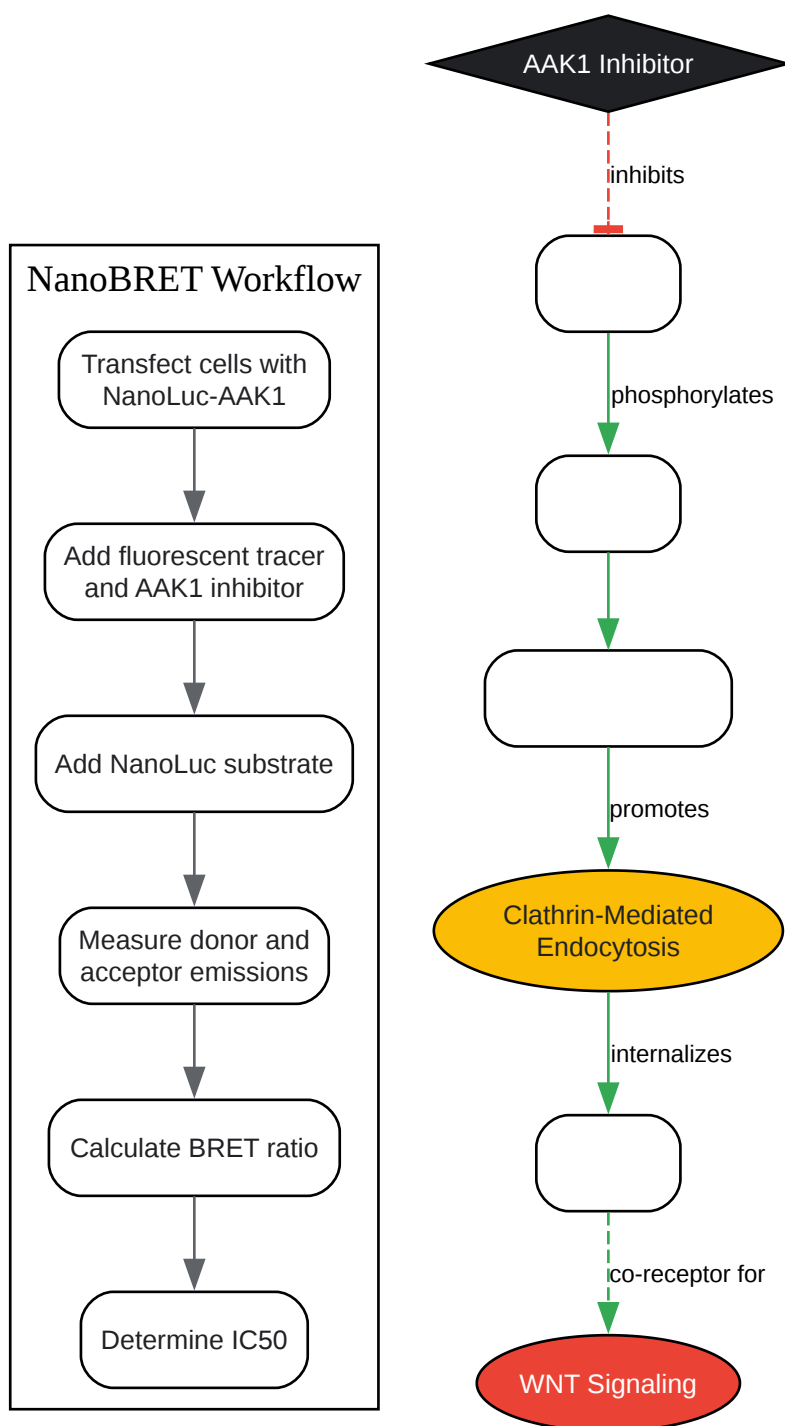 AAK1 Inhibitor
inhibits
NanoBRET Workflow
Transfect cells with
NanoLuc-AAK1
Add fluorescent tracer
and AAK1 inhibitor
Add NanoLuc substrate
Measure donor and
acceptor emissions
Calculate BRET ratio
Determine IC50
phosphorylates
promotes
Clathrin-Mediated
Endocytosis
internalizes
co-receptor for
WNT Signaling